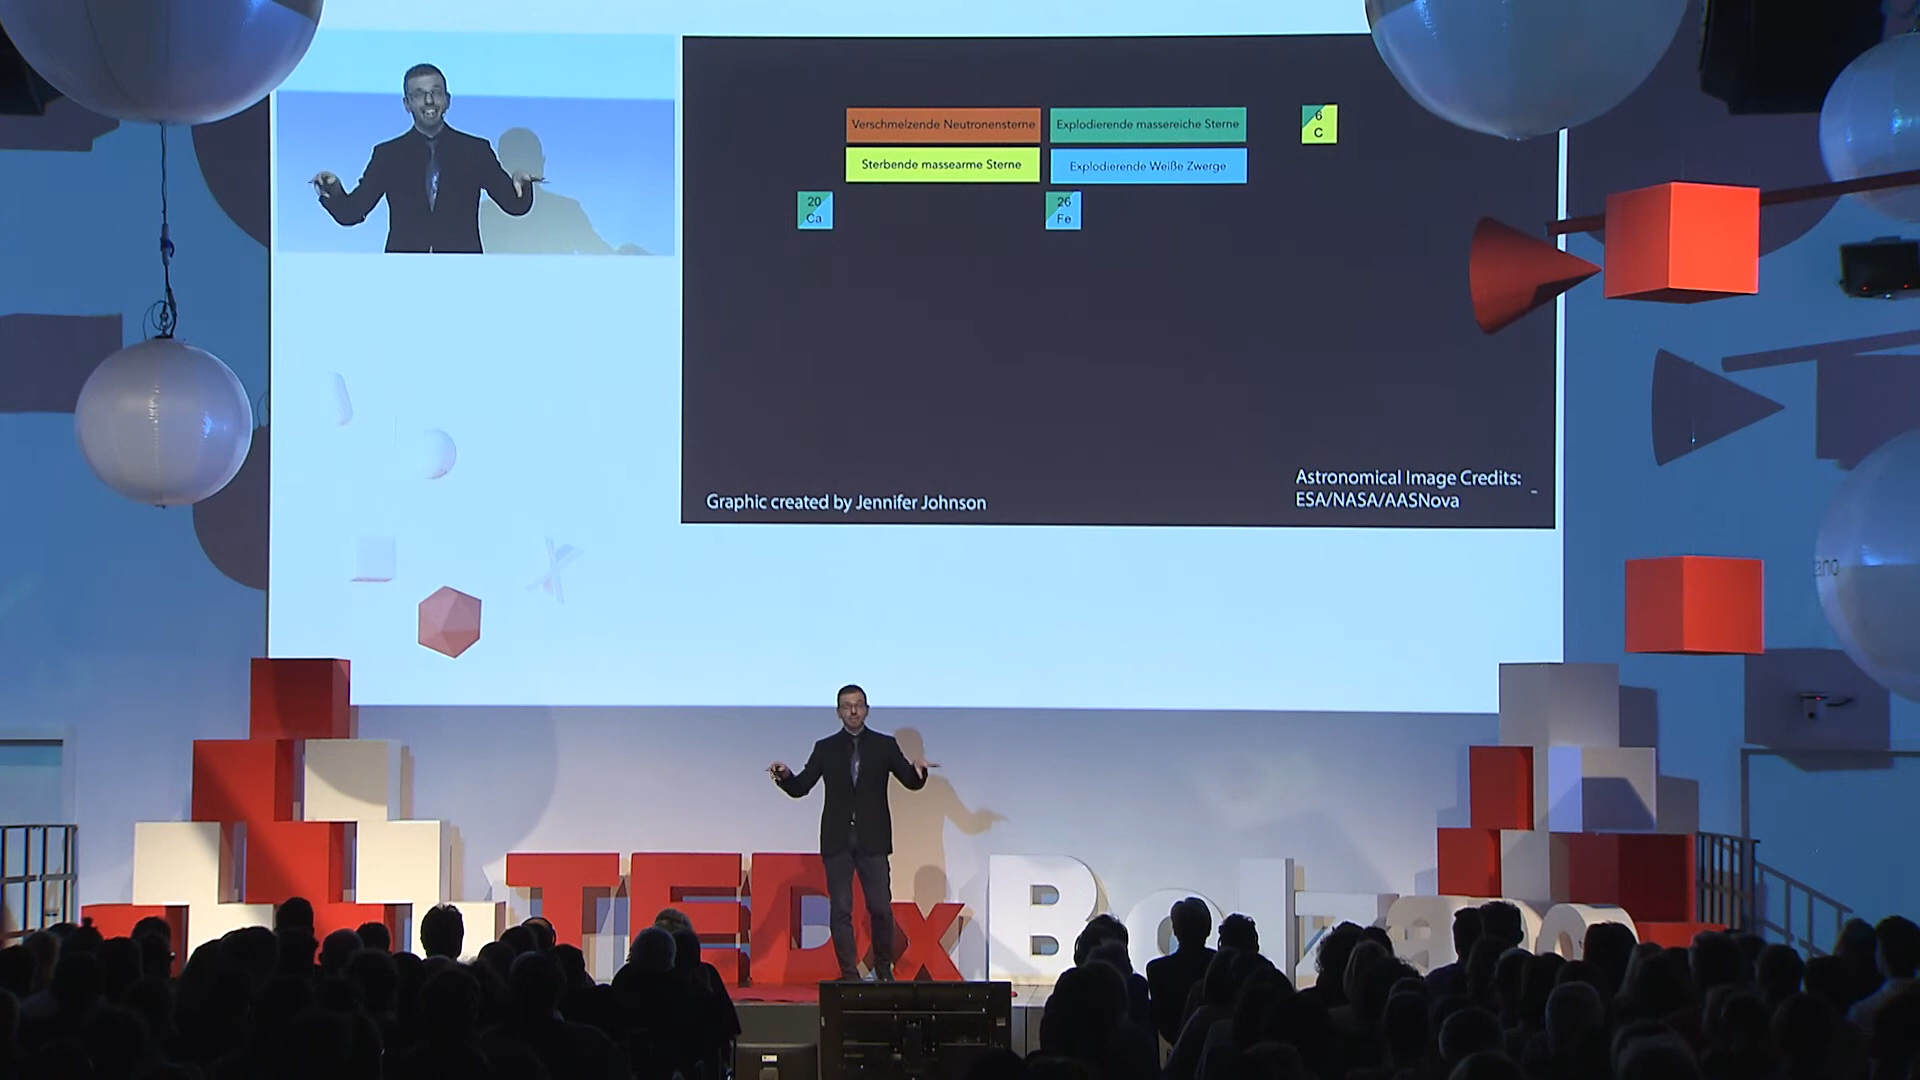 Verschmelzende Neutronensterne
Explodierende massereiche Sterne
6
C
Sterbende massearme Sterne
Explodierende Weiße Zwerge
20
Ca
26
Fe
Astronomical Image Credits:
ESA/NASA/AASNova
Graphic created by Jennifer Johnson
TEDxBolzano